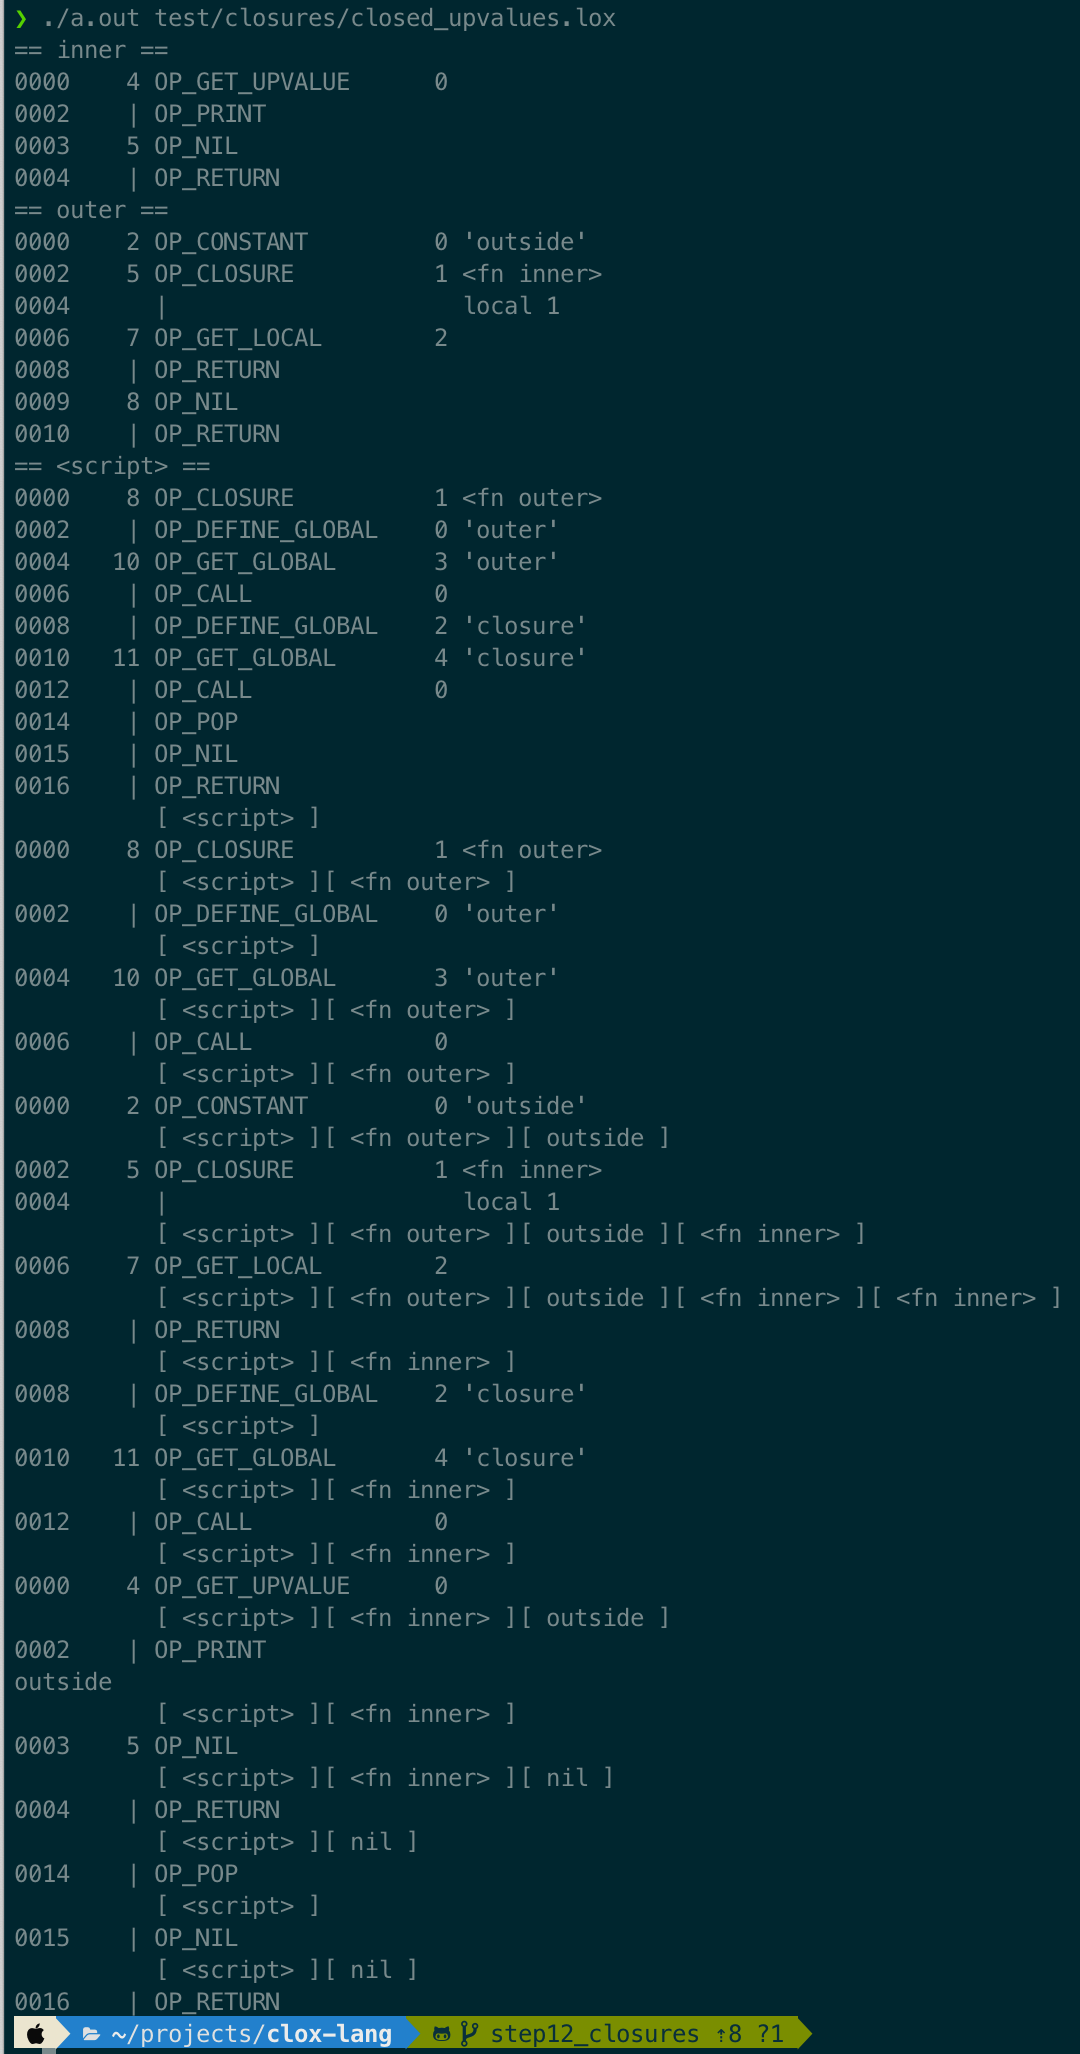 ❯ ./a.out test/closures/closed_upvalues.lox
== inner ==
0000    4 OP_GET_UPVALUE      0
0002    | OP_PRINT
0003    5 OP_NIL
0004    | OP_RETURN
== outer ==
0000    2 OP_CONSTANT         0 'outside'
0002    5 OP_CLOSURE          1 <fn inner>
0004      |                     local 1
0006    7 OP_GET_LOCAL        2
0008    | OP_RETURN
0009    8 OP_NIL
0010    | OP_RETURN
== <script> ==
0000    8 OP_CLOSURE          1 <fn outer>
0002    | OP_DEFINE_GLOBAL    0 'outer'
0004   10 OP_GET_GLOBAL       3 'outer'
0006    | OP_CALL             0
0008    | OP_DEFINE_GLOBAL    2 'closure'
0010   11 OP_GET_GLOBAL       4 'closure'
0012    | OP_CALL             0
0014    | OP_POP
0015    | OP_NIL
0016    | OP_RETURN
          [ <script> ]
0000    8 OP_CLOSURE          1 <fn outer>
          [ <script> ][ <fn outer> ]
0002    | OP_DEFINE_GLOBAL    0 'outer'
          [ <script> ]
0004   10 OP_GET_GLOBAL       3 'outer'
          [ <script> ][ <fn outer> ]
0006    | OP_CALL             0
          [ <script> ][ <fn outer> ]
0000    2 OP_CONSTANT         0 'outside'
          [ <script> ][ <fn outer> ][ outside ]
0002    5 OP_CLOSURE          1 <fn inner>
0004      |                     local 1
          [ <script> ][ <fn outer> ][ outside ][ <fn inner> ]
0006    7 OP_GET_LOCAL        2
          [ <script> ][ <fn outer> ][ outside ][ <fn inner> ][ <fn inner> ]
0008    | OP_RETURN
          [ <script> ][ <fn inner> ]
0008    | OP_DEFINE_GLOBAL    2 'closure'
          [ <script> ]
0010   11 OP_GET_GLOBAL       4 'closure'
          [ <script> ][ <fn inner> ]
0012    | OP_CALL             0
          [ <script> ][ <fn inner> ]
0000    4 OP_GET_UPVALUE      0
          [ <script> ][ <fn inner> ][ outside ]
0002    | OP_PRINT
outside
          [ <script> ][ <fn inner> ]
0003    5 OP_NIL
          [ <script> ][ <fn inner> ][ nil ]
0004    | OP_RETURN
          [ <script> ][ nil ]
0014    | OP_POP
          [ <script> ]
0015    | OP_NIL
          [ <script> ][ nil ]
0016    | OP_RETURN
~/projects/clox-lang step12_closures ⇡8 ?1